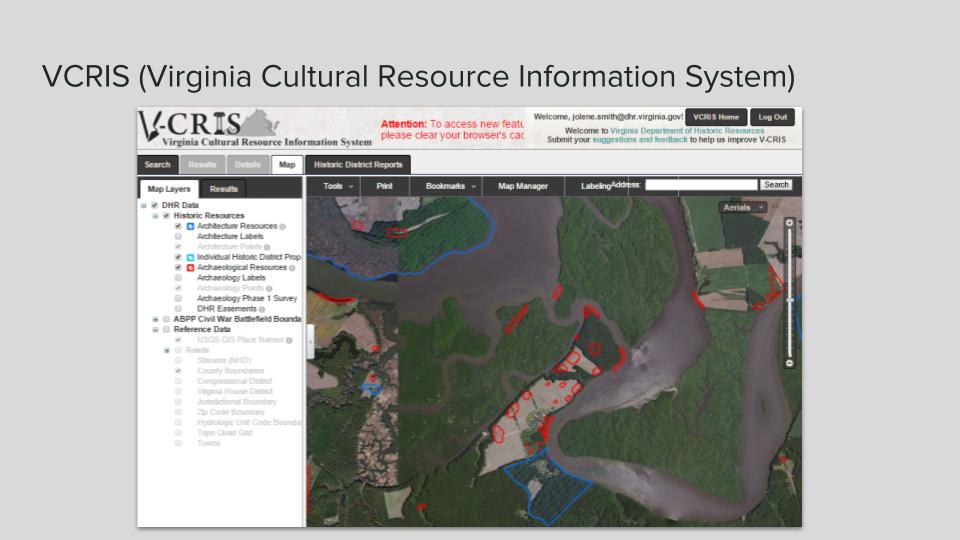 VCRIS (Virginia Cultural Resource Information System)
V-CRIS
Virginia Cultural Resource Information System
Attention: To access new featu
please clear your browser's cac
Welcome, jolene.smith@dhr.virginia.gov!
VCRIS Home
Log Out
Welcome to Virginia Department of Historic Resources
Submit your suggestions and feedback to help us improve V-CRIS
Search
Results
Details
Map
Historic District Reports
Map Layers
Results
Tools
Print
Bookmarks
Map Manager
Labeling
Address:
Search
Aerials
DHR Data
Historic Resources
Architecture Resources
Architecture Labels
Architecture Points
Individual Historic District Prop
Archaeological Resources
Archaeology Labels
Archaeology Points
Archaeology Phase 1 Survey
DHR Easements
ABPP Civil War Battlefield Bounda
Reference Data
USGS GIS Place Names
Roads
Streams (NHD)
County Boundaries
Congressional District
Virginia House District
Jurisdictional Boundary
Zip Code Boundary
Hydrologic Unit Code Bounda
Topo Quad Grid
Towns